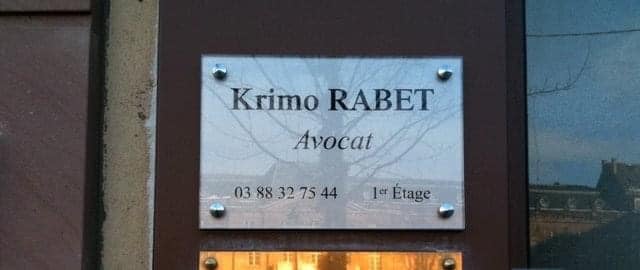 Krimo RABET
Avocat
03 88 32 75 44 1er Étage